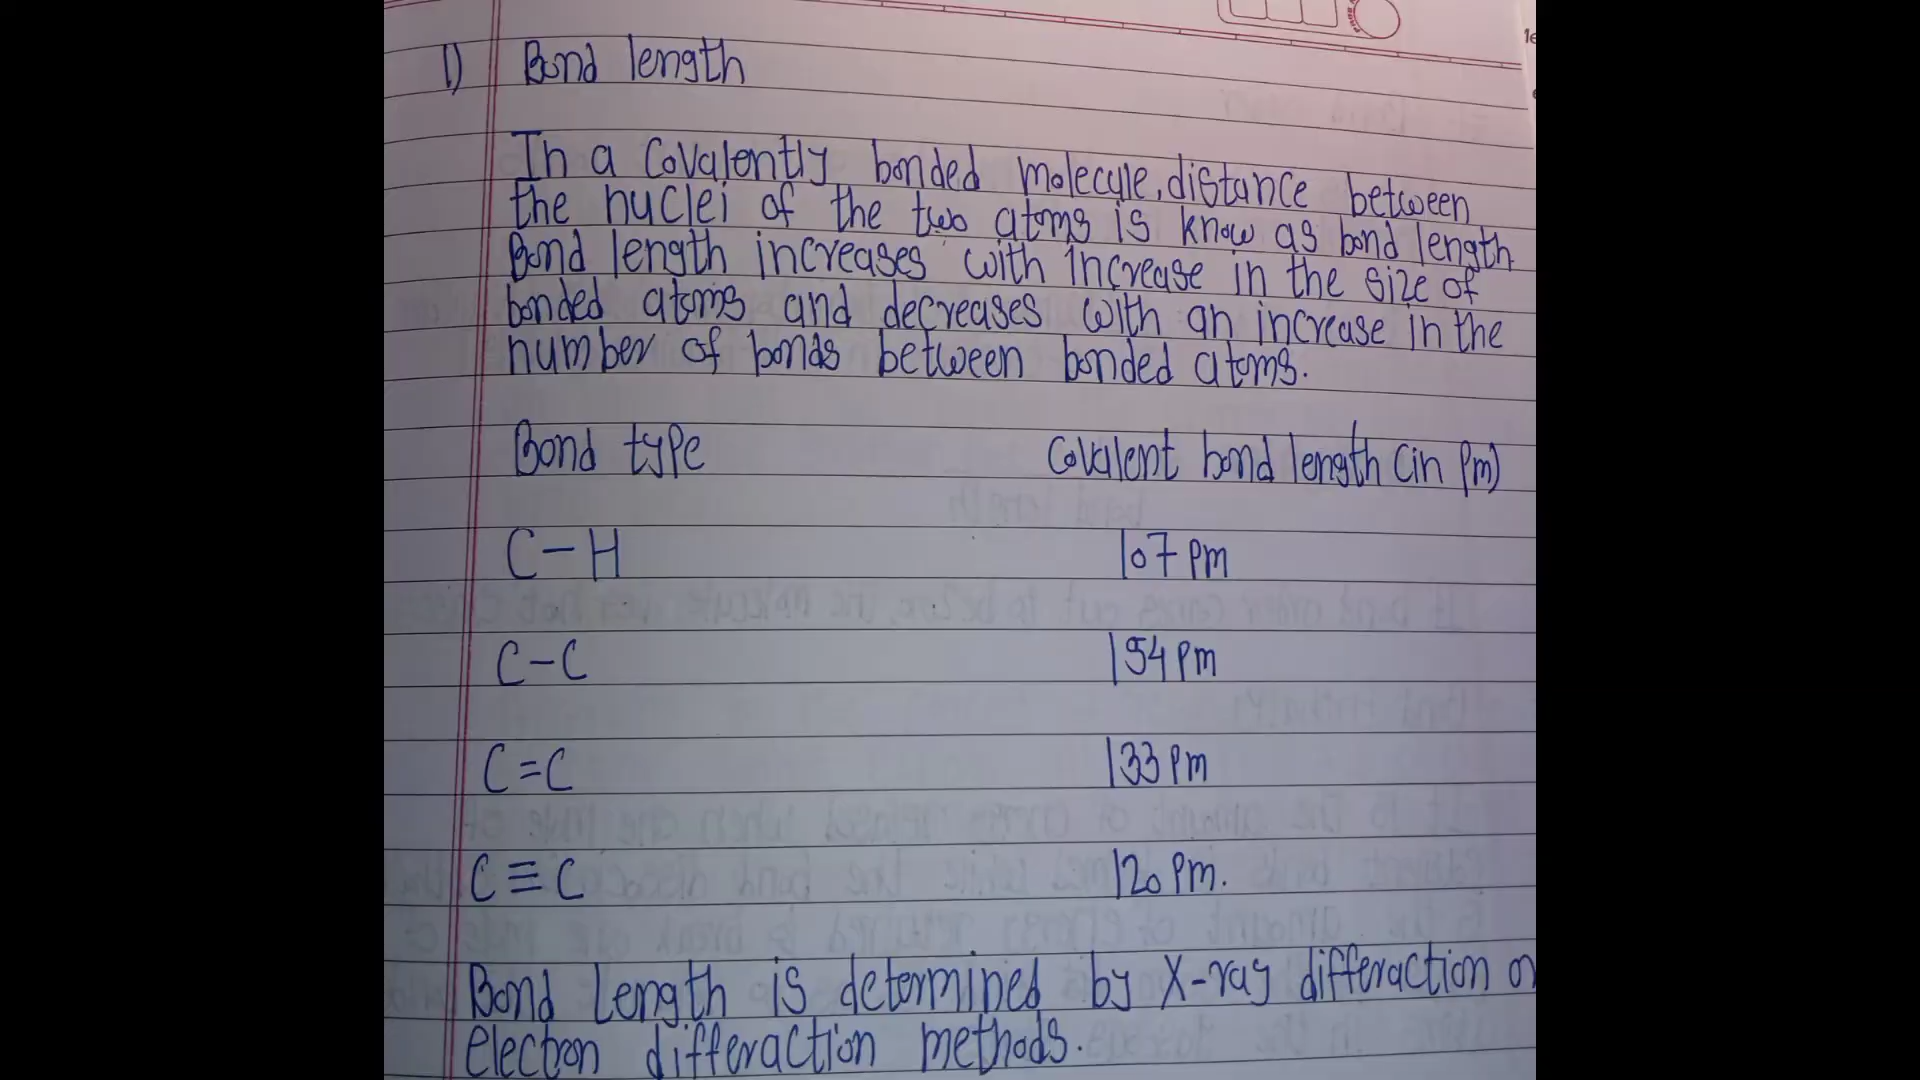 1) Bond length
In a covalently bonded molecule, distance between
the nuclei of the two atoms is know as bond length
Bond length increases with increase in the size of
bonded atoms and decreases with an increase in the
number of bonds between bonded atoms.
Bond type Covalent bond length (in Pm)
C-H 107 Pm
C-C 154 Pm
C=C 133 Pm
C≡C 120 Pm.
Bond Length is determined by X-ray differaction or
electron differaction methods.